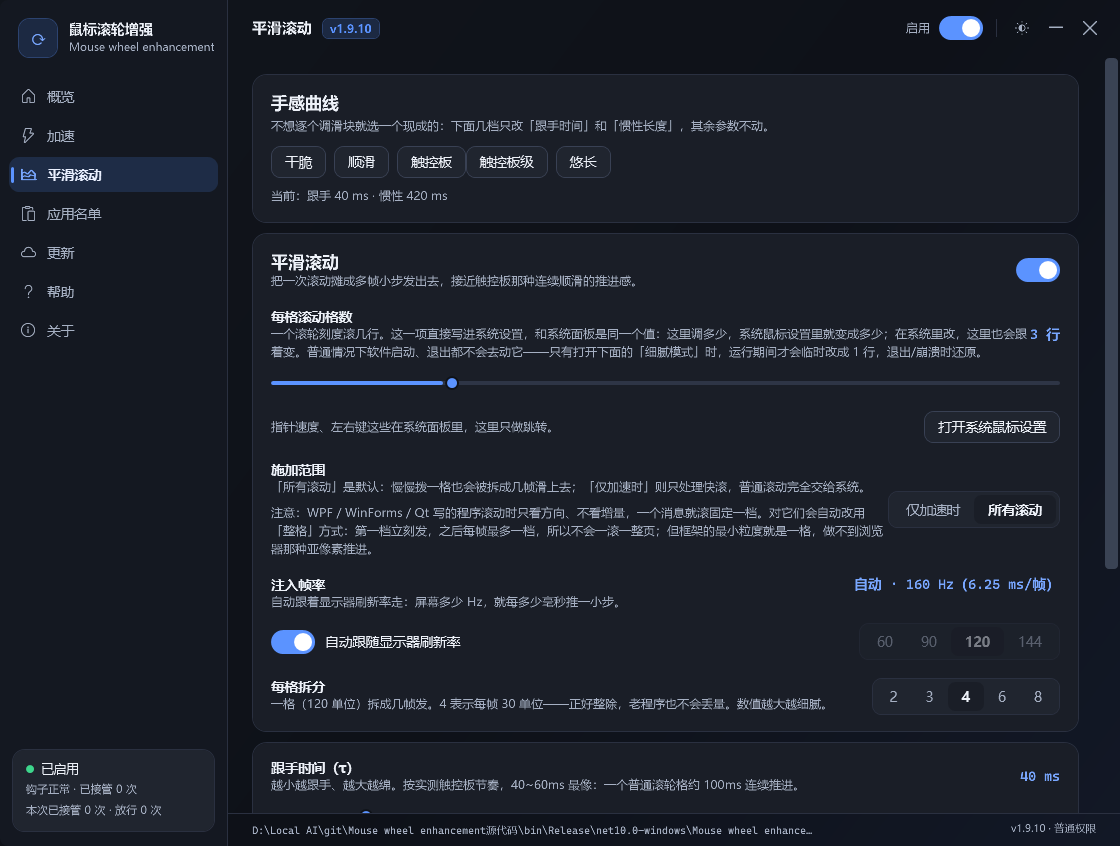 鼠标滚轮增强
Mouse wheel enhancement
概览
加速
平滑滚动
应用名单
更新
帮助
关于
已启用
钩子正常 · 已接管 0 次
本次已接管 0 次 · 放行 0 次
平滑滚动 v1.9.10
启用
手感曲线
不想逐个调滑块就选一个现成的：下面几档只改「跟手时间」和「惯性长度」，其余参数不动。
干脆 顺滑 触控板 触控板级 悠长
当前：跟手 40 ms · 惯性 420 ms
平滑滚动
把一次滚动摊成多帧小步发出去，接近触控板那种连续顺滑的推进感。
每格滚动格数
一个滚轮刻度滚几行。这一项直接写进系统设置，和系统面板是同一个值：这里调多少，系统鼠标设置里就变成多少；在系统里改，这里也会跟 3 行
着变。普通情况下软件启动、退出都不会去动它——只有打开下面的「细腻模式」时，运行期间才会临时改成 1 行，退出/崩溃时还原。
指针速度、左右键这些在系统面板里，这里只做跳转。
打开系统鼠标设置
施加范围
「所有滚动」是默认：慢慢拨一格也会被拆成几帧滑上去；「仅加速时」则只处理快滚，普通滚动完全交给系统。
注意：WPF / WinForms / Qt 写的程序滚动时只看方向、不看增量，一个消息就滚固定一档。对它们会自动改用
「整格」方式：第一档立刻发，之后每帧最多一档，所以不会一滚一整页；但框架的最小粒度就是一格，做不到浏览
器那种亚像素推进。
仅加速时 所有滚动
注入帧率
自动跟着显示器刷新率走：屏幕多少 Hz，就每多少毫秒推一小步。
自动 · 160 Hz (6.25 ms/帧)
自动跟随显示器刷新率
60 90 120 144
每格拆分
一格（120 单位）拆成几帧发。4 表示每帧 30 单位——正好整除，老程序也不会丢量。数值越大越细腻。
2 3 4 6 8
跟手时间（τ）
越小越跟手、越大越绵。按实测触控板节奏，40~60ms 最像：一个普通滚轮格约 100ms 连续推进。
40 ms
D:\Local AI\git\Mouse wheel enhancement源代码\bin\Release\net10.0-windows\Mouse wheel enhance…
v1.9.10 · 普通权限